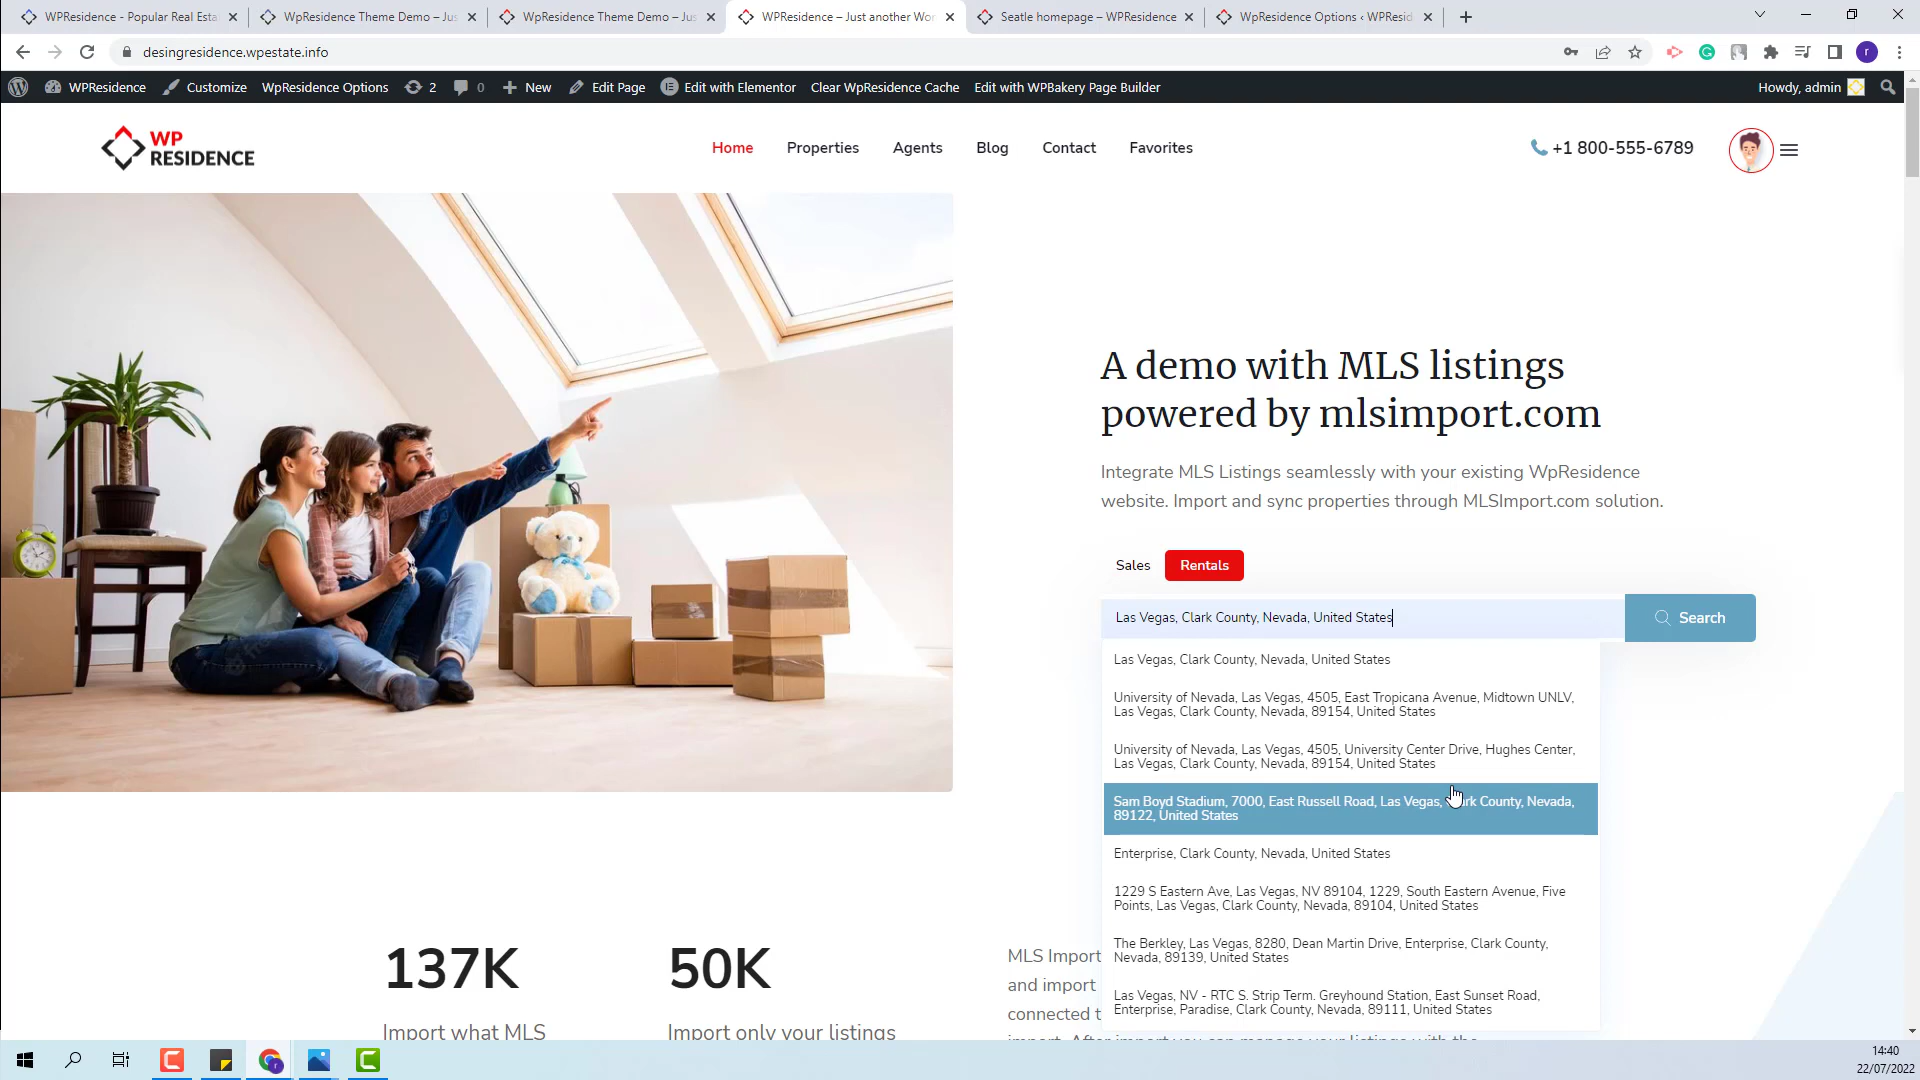 WPResidence - Popular Real Esta
WpResidence Theme Demo – Jus
WpResidence Theme Demo – Jus
WPResidence – Just another Wor
Seatle homepage – WPResidence
WpResidence Options ‹ WPResid
desingresidence.wpestate.info
WPResidence
Customize
WpResidence Options
2
0
New
Edit Page
Edit with Elementor
Clear WpResidence Cache
Edit with WPBakery Page Builder
Howdy, admin
WP
RESIDENCE
Home
Properties
Agents
Blog
Contact
Favorites
+1 800-555-6789
A demo with MLS listings
powered by mlsimport.com
Integrate MLS Listings seamlessly with your existing WpResidence
website. Import and sync properties through MLSImport.com solution.
Sales
Rentals
Las Vegas, Clark County, Nevada, United States
Search
Las Vegas, Clark County, Nevada, United States
University of Nevada, Las Vegas, 4505, East Tropicana Avenue, Midtown UNLV,
Las Vegas, Clark County, Nevada, 89154, United States
University of Nevada, Las Vegas, 4505, University Center Drive, Hughes Center,
Las Vegas, Clark County, Nevada, 89154, United States
Sam Boyd Stadium, 7000, East Russell Road, Las Vegas, Clark County, Nevada,
89122, United States
Enterprise, Clark County, Nevada, United States
1229 S Eastern Ave, Las Vegas, NV 89104, 1229, South Eastern Avenue, Five
Points, Las Vegas, Clark County, Nevada, 89104, United States
The Berkley, Las Vegas, 8280, Dean Martin Drive, Enterprise, Clark County,
Nevada, 89139, United States
Las Vegas, NV - RTC S. Strip Term. Greyhound Station, East Sunset Road,
Enterprise, Paradise, Clark County, Nevada, 89111, United States
137K
Import what MLS
50K
Import only your listings
MLS Import
and import
connected t
import. After import you can manage your listings with the
14:40
22/07/2022